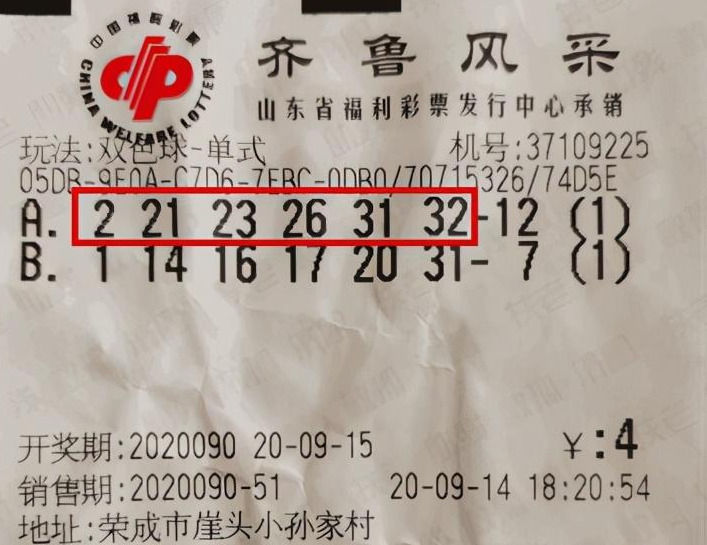 中国福利彩票
CHINA WELFARE LOTTERY
齐鲁风采
山东省福利彩票发行中心承销
玩法:双色球-单式 机号:37109225
05DB-9E0A-C7D6-7EBC-0DB0/70715326/74D5E
A. 2 21 23 26 31 32-12 (1)
B. 1 14 16 17 20 31- 7 (1)
开奖期:2020090 20-09-15 ¥:4
销售期:2020090-51 20-09-14 18:20:54
地址:荣成市崖头小孙家村